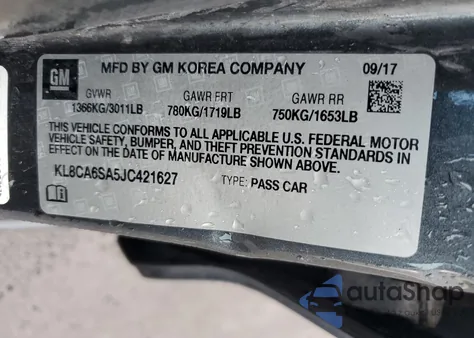 GM
MFD BY GM KOREA COMPANY 09/17
GVWR GAWR FRT GAWR RR
1366KG/3011LB 780KG/1719LB 750KG/1653LB
THIS VEHICLE CONFORMS TO ALL APPLICABLE U.S. FEDERAL MOTOR
VEHICLE SAFETY, BUMPER, AND THEFT PREVENTION STANDARDS IN
EFFECT ON THE DATE OF MANUFACTURE SHOWN ABOVE.
KL8CA6SA5JC421627 TYPE: PASS CAR
autoShop